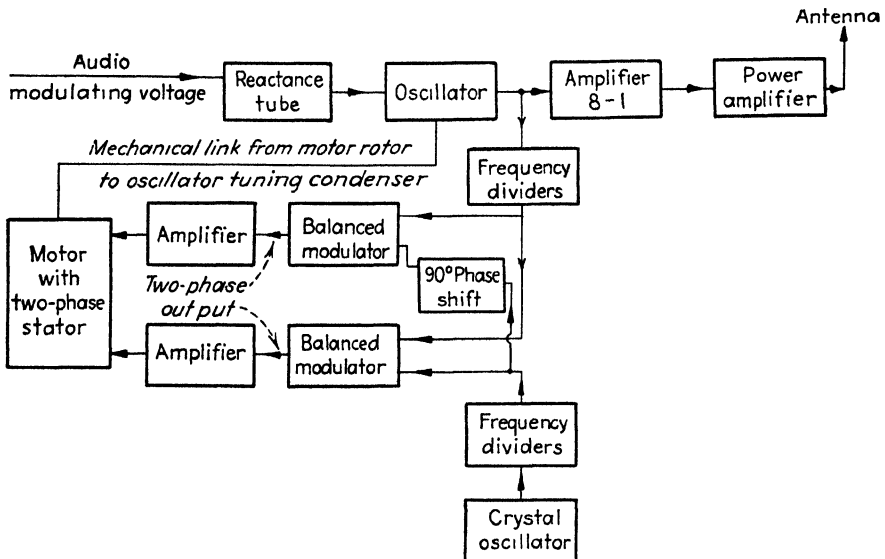 Antenna
Audio
modulating voltage
Reactance
tube
Oscillator
Amplifier
8-1
Power
amplifier
Mechanical link from motor rotor
to oscillator tuning condenser
Frequency
dividers
Motor
with
two-phase
stator
Amplifier
Balanced
modulator
90° Phase
shift
Two-phase
out put
Amplifier
Balanced
modulator
Frequency
dividers
Crystal
oscillator